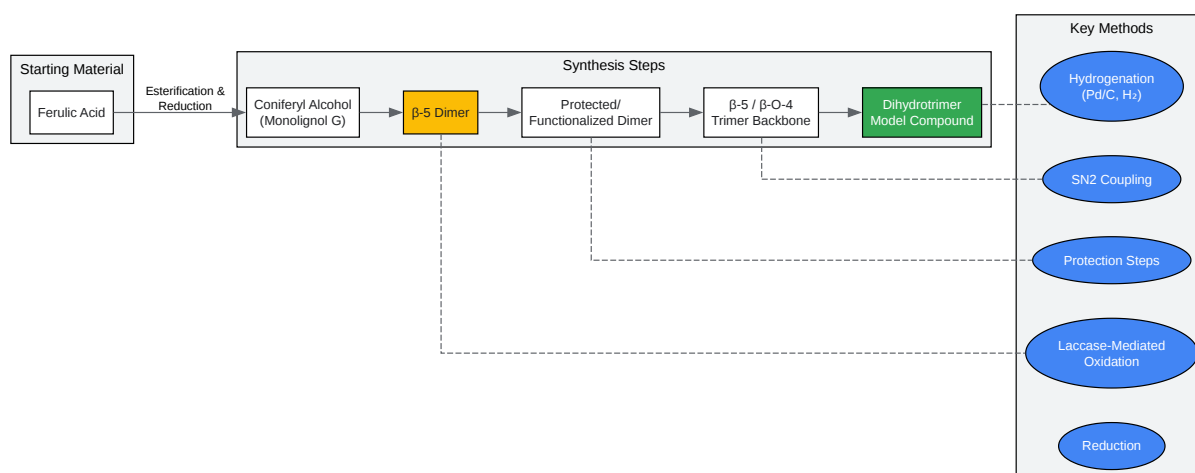 Key Methods
Starting Material
Synthesis Steps
Esterification &
Reduction
Ferulic Acid
Coniferyl Alcohol
(Monolignol G)
β-5 Dimer
Protected/
Functionalized Dimer
β-5 / β-O-4
Trimer Backbone
Dihydrotrimer
Model Compound
Hydrogenation
(Pd/C, H₂)
SN2 Coupling
Protection Steps
Laccase-Mediated
Oxidation
Reduction